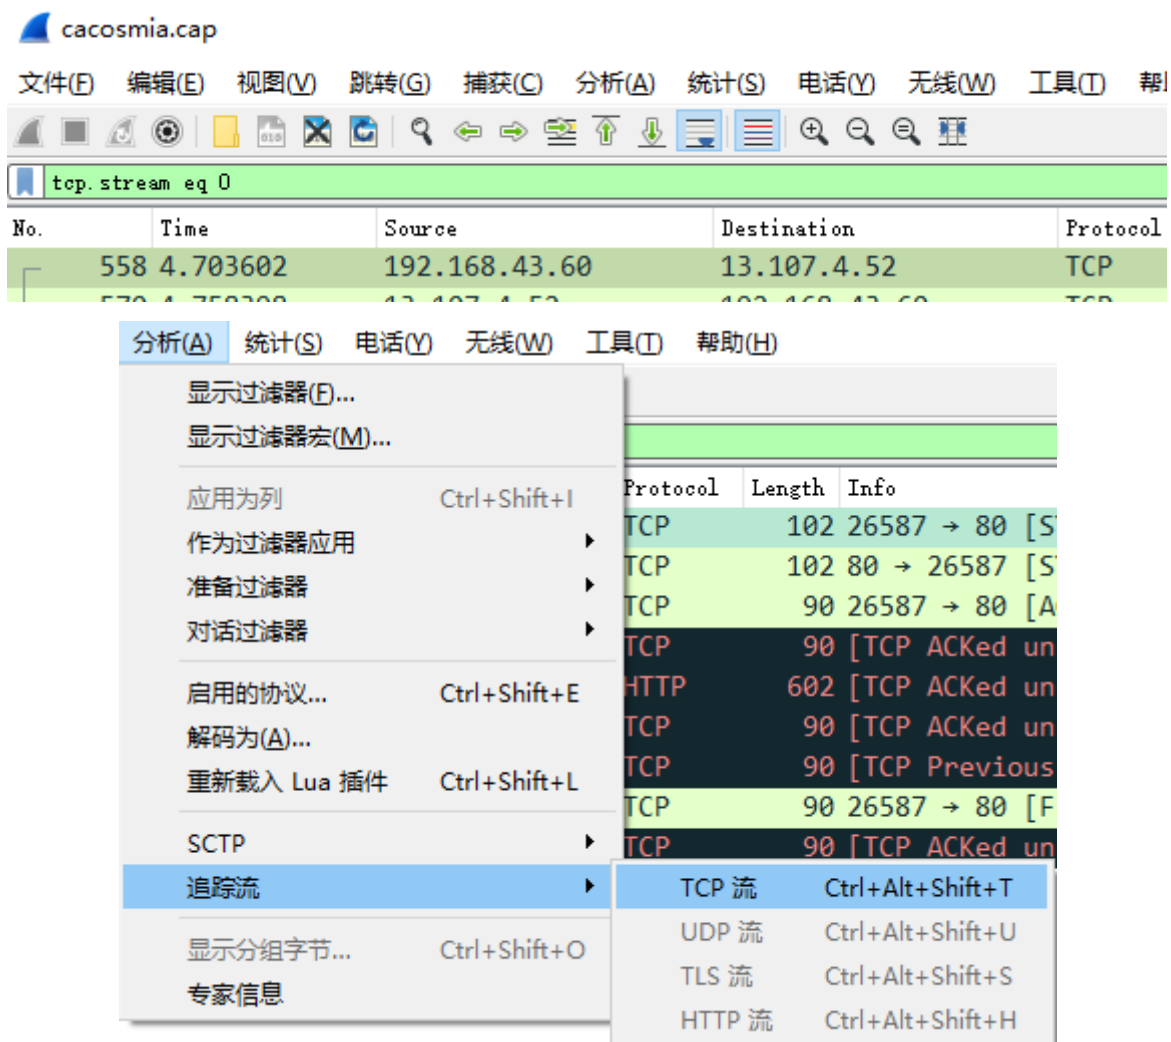 cacosmia.cap
文件(F) 编辑(E) 视图(V) 跳转(G) 捕获(C) 分析(A) 统计(S) 电话(Y) 无线(W) 工具(T)
tcp.stream eq 0
No. Time Source Destination Protocol
558 4.703602 192.168.43.60 13.107.4.52 TCP
分析(A) 统计(S) 电话(Y) 无线(W) 工具(T) 帮助(H)
显示过滤器(F)...
显示过滤器宏(M)...
Protocol Length Info
应用为列 Ctrl+Shift+I
TCP 102 26587 → 80
作为过滤器应用
TCP 102 80 → 26587
准备过滤器
TCP 90 26587 → 80
对话过滤器
TCP 90 [TCP ACKed
启用的协议... Ctrl+Shift+E
HTTP 602 [TCP ACKed
解码为(A)...
TCP 90 [TCP ACKed
重新载入 Lua 插件 Ctrl+Shift+L
TCP 90 [TCP Previous
TCP 90 26587 → 80
SCTP
TCP 90 [TCP ACKed
追踪流
TCP 流 Ctrl+Alt+Shift+T
UDP 流 Ctrl+Alt+Shift+U
显示分组字节... Ctrl+Shift+O
TLS 流 Ctrl+Alt+Shift+S
专家信息
HTTP 流 Ctrl+Alt+Shift+H